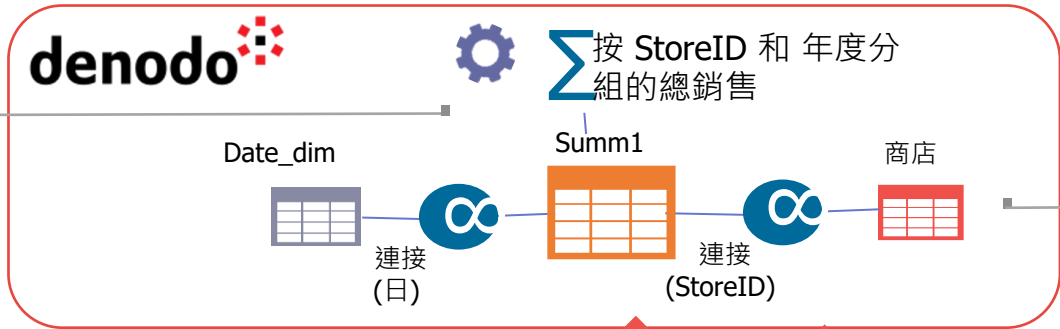 denodo
按 StoreID 和 年度分
組的總銷售
Date_dim
Summ1
商店
連接
(日)
連接
(StoreID)